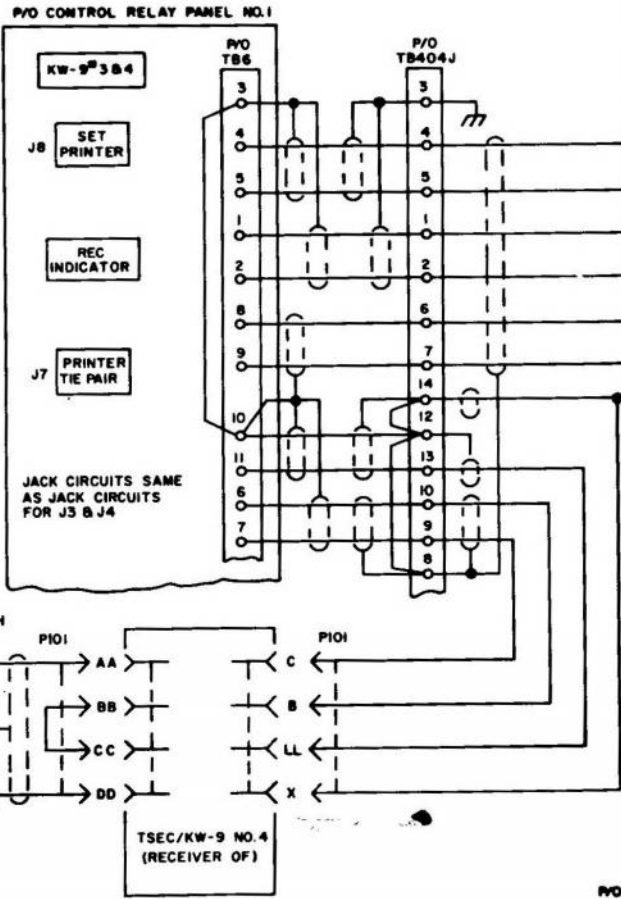 P/O CONTROL RELAY PANEL NO.1
P/O
TB6
P/O
TB404J
KW-9 #3&4
J8
SET
PRINTER
REC
INDICATOR
J7
PRINTER
TIE PAIR
JACK CIRCUITS SAME
AS JACK CIRCUITS
FOR J3 & J4
3
4
5
1
2
8
9
10
11
6
7
3
4
5
1
2
6
7
14
12
13
10
9
8
H
P101
AA
BB
CC
DD
P101
C
B
LL
X
TSEC/KW-9 NO.4
(RECEIVER OF)
P/O